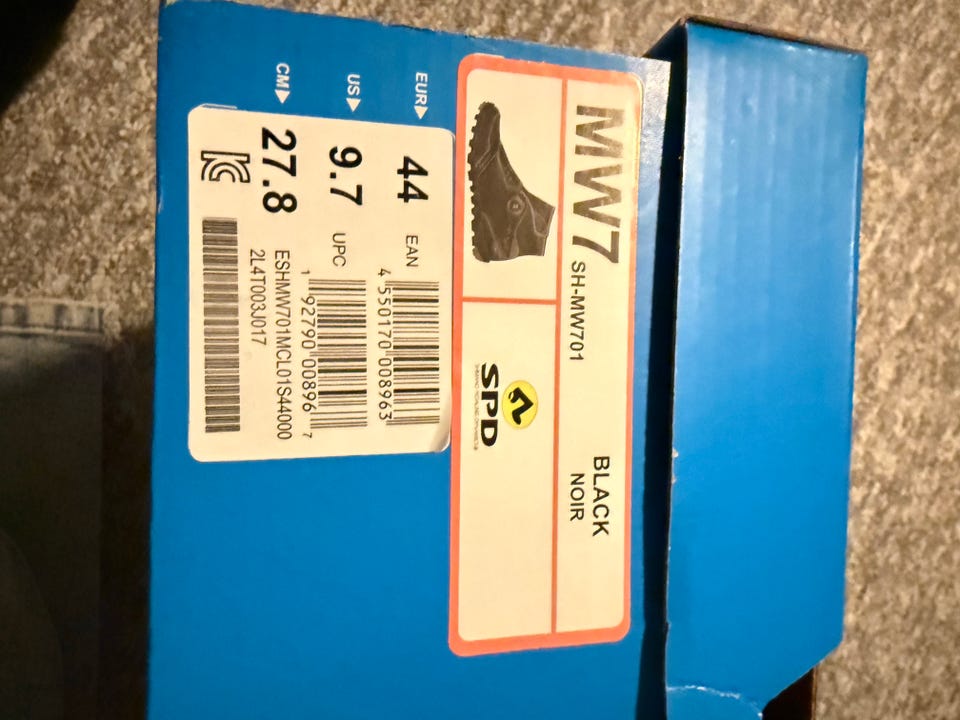 MW7
SH-MW701
BLACK
NOIR
SPD
EUR▶ 44
US▶ 9.7
CM▶ 27.8
EAN
4 550170 008963
UPC
1 92790 00896 7
ESHMW701MCL01S44000
2L4T003J017